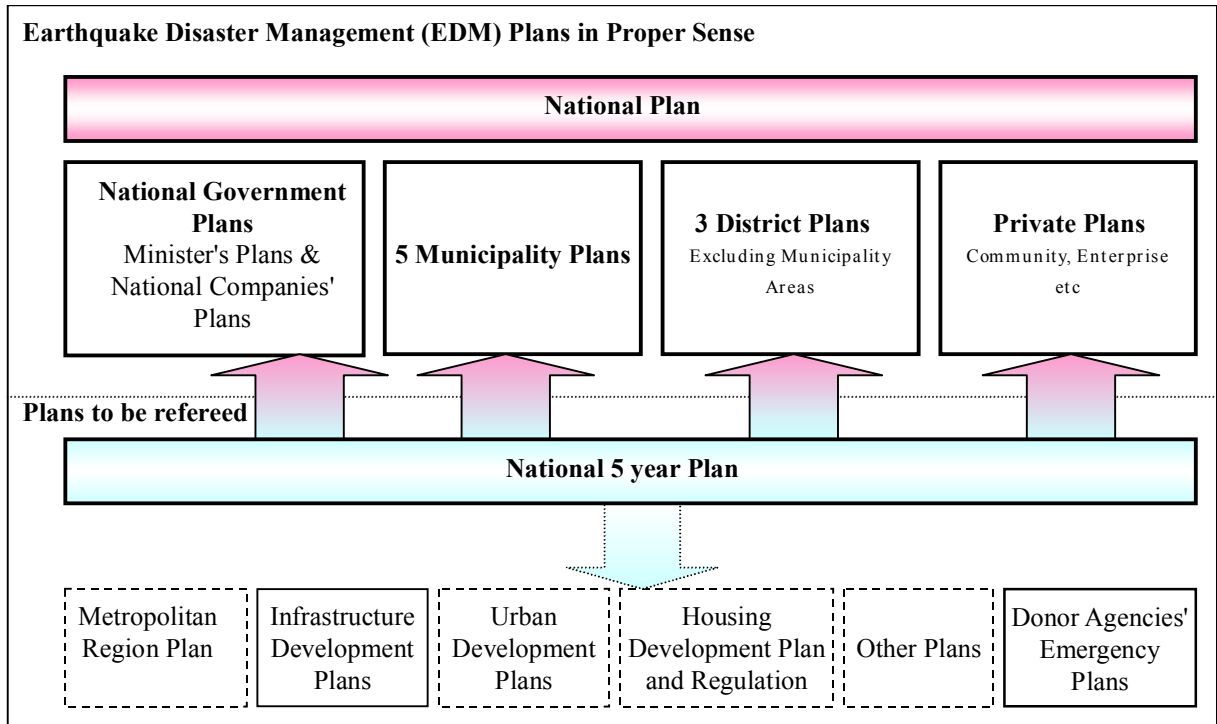 Earthquake Disaster Management (EDM) Plans in Proper Sense
National Plan
National Government
Plans
Minister's Plans &
National Companies'
Plans
5 Municipality Plans
3 District Plans
Excluding Municipality
Areas
Private Plans
Community, Enterprise
etc
Plans to be refereed
National 5 year Plan
Metropolitan
Region Plan
Infrastructure
Development
Plans
Urban
Development
Plans
Housing
Development Plan
and Regulation
Other Plans
Donor Agencies'
Emergency
Plans